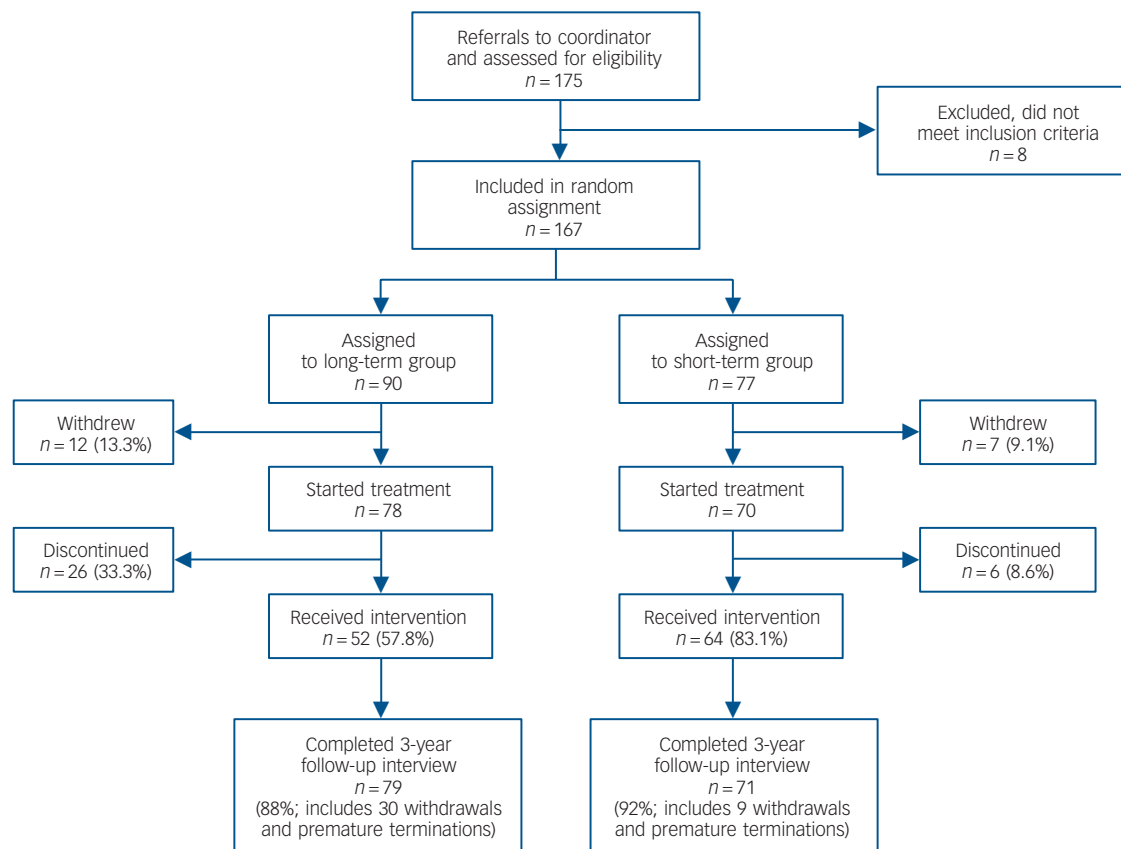 Referrals to coordinator
and assessed for eligibility
n = 175
Excluded, did not
meet inclusion criteria
n = 8
Included in random
assignment
n = 167
Assigned
to long-term group
n = 90
Assigned
to short-term group
n = 77
Withdrew
n = 12 (13.3%)
Withdrew
n = 7 (9.1%)
Started treatment
n = 78
Started treatment
n = 70
Discontinued
n = 26 (33.3%)
Discontinued
n = 6 (8.6%)
Received intervention
n = 52 (57.8%)
Received intervention
n = 64 (83.1%)
Completed 3-year
follow-up interview
n = 79
(88%; includes 30 withdrawals
and premature terminations)
Completed 3-year
follow-up interview
n = 71
(92%; includes 9 withdrawals
and premature terminations)